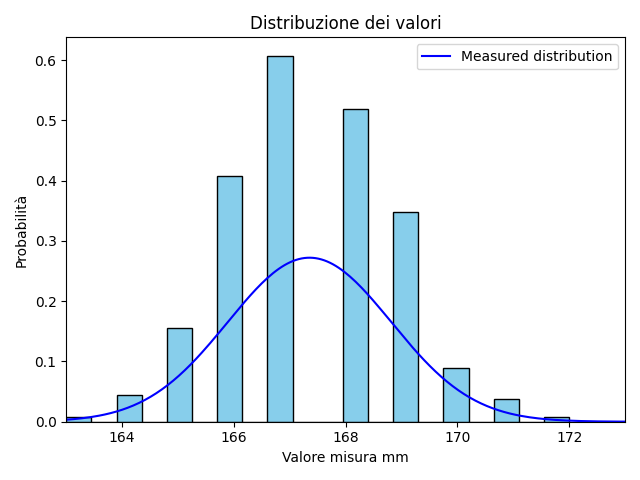 Distribuzione dei valori
Measured distribution
0.6
0.5
0.4
0.3
0.2
0.1
0.0
Probabilità
164 166 168 170 172
Valore misura mm